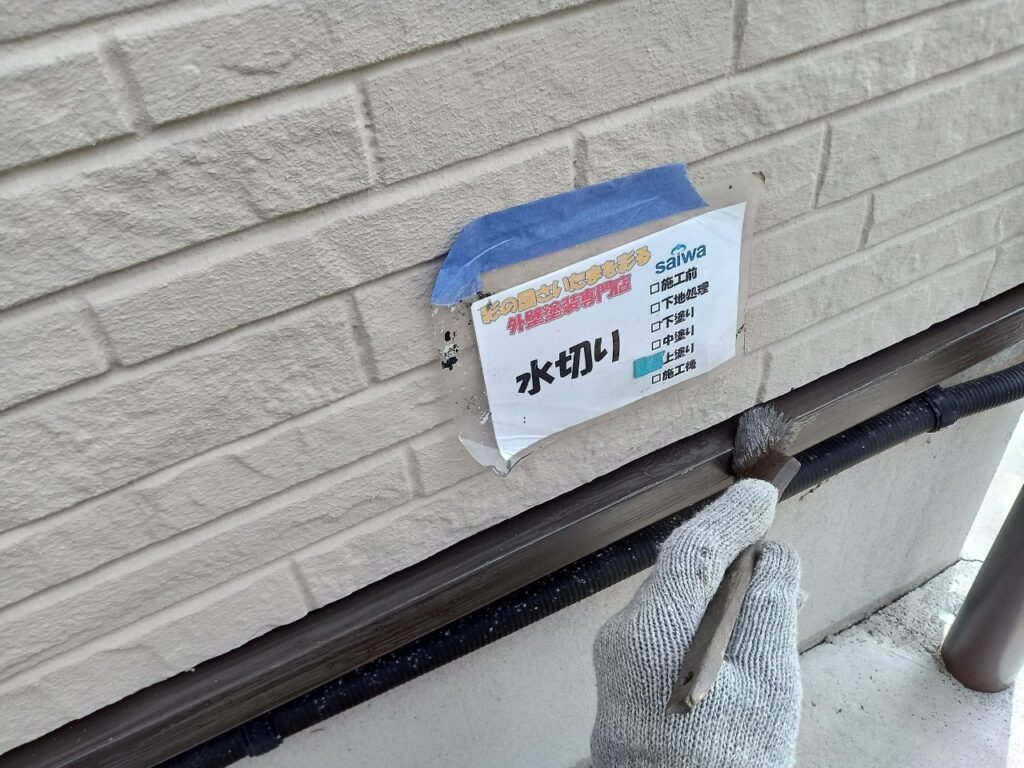 彩の国さいたまを彩る
外壁塗装専門店
saiwa
水切り
□施工前
□下地処理
□下塗り
□中塗り
上塗り
□施工後